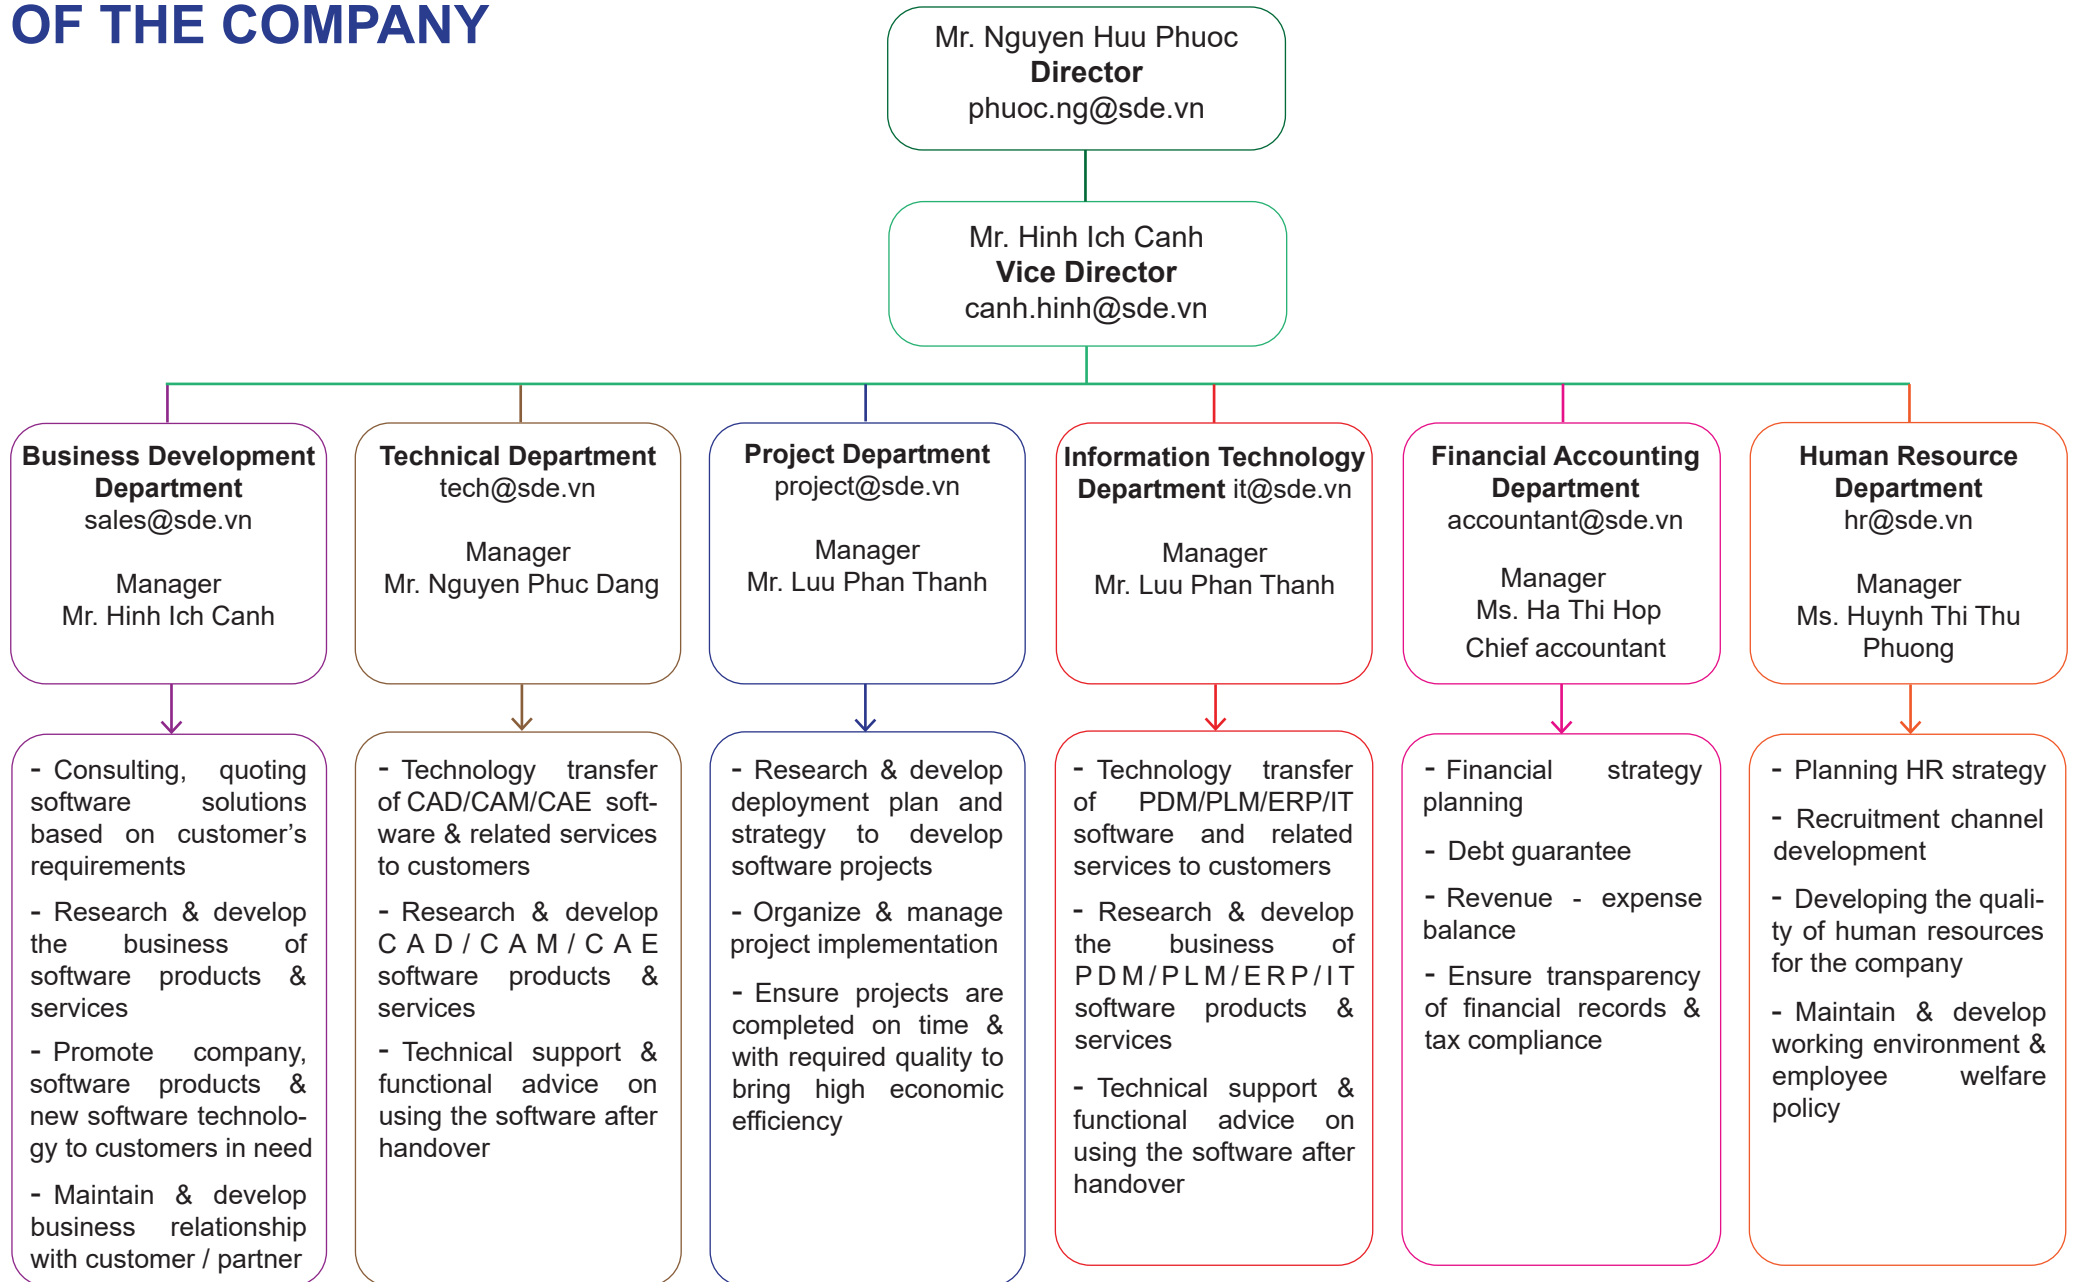 OF THE COMPANY
Mr. Nguyen Huu Phuoc
Director
phuoc.ng@sde.vn
Mr. Hinh Ich Canh
Vice Director
canh.hinh@sde.vn
Business Development
Department
sales@sde.vn
Manager
Mr. Hinh Ich Canh
Technical Department
tech@sde.vn
Manager
Mr. Nguyen Phuc Dang
Project Department
project@sde.vn
Manager
Mr. Luu Phan Thanh
Information Technology
Department it@sde.vn
Manager
Mr. Luu Phan Thanh
Financial Accounting
Department
accountant@sde.vn
Manager
Ms. Ha Thi Hop
Chief accountant
Human Resource
Department
hr@sde.vn
Manager
Ms. Huynh Thi Thu
Phuong
- Consulting, quoting
software solutions
based on customer’s
requirements
- Research & develop
the business of
software products &
services
- Promote company,
software products &
new software technolo-
gy to customers in need
- Maintain & develop
business relationship
with customer / partner
- Technology transfer
of CAD/CAM/CAE soft-
ware & related services
to customers
- Research & develop
CAD/CAM/CAE
software products &
services
- Technical support &
functional advice on
using the software after
handover
- Research & develop
deployment plan and
strategy to develop
software projects
- Organize & manage
project implementation
- Ensure projects are
completed on time &
with required quality to
bring high economic
efficiency
- Technology transfer
of PDM/PLM/ERP/IT
software and related
services to customers
- Research & develop
the business of
PDM/PLM/ERP/IT
software products &
services
- Technical support &
functional advice on
using the software after
handover
- Financial strategy
planning
- Debt guarantee
- Revenue - expense
balance
- Ensure transparency
of financial records &
tax compliance
- Planning HR strategy
- Recruitment channel
development
- Developing the quali-
ty of human resources
for the company
- Maintain & develop
working environment &
employee welfare
policy